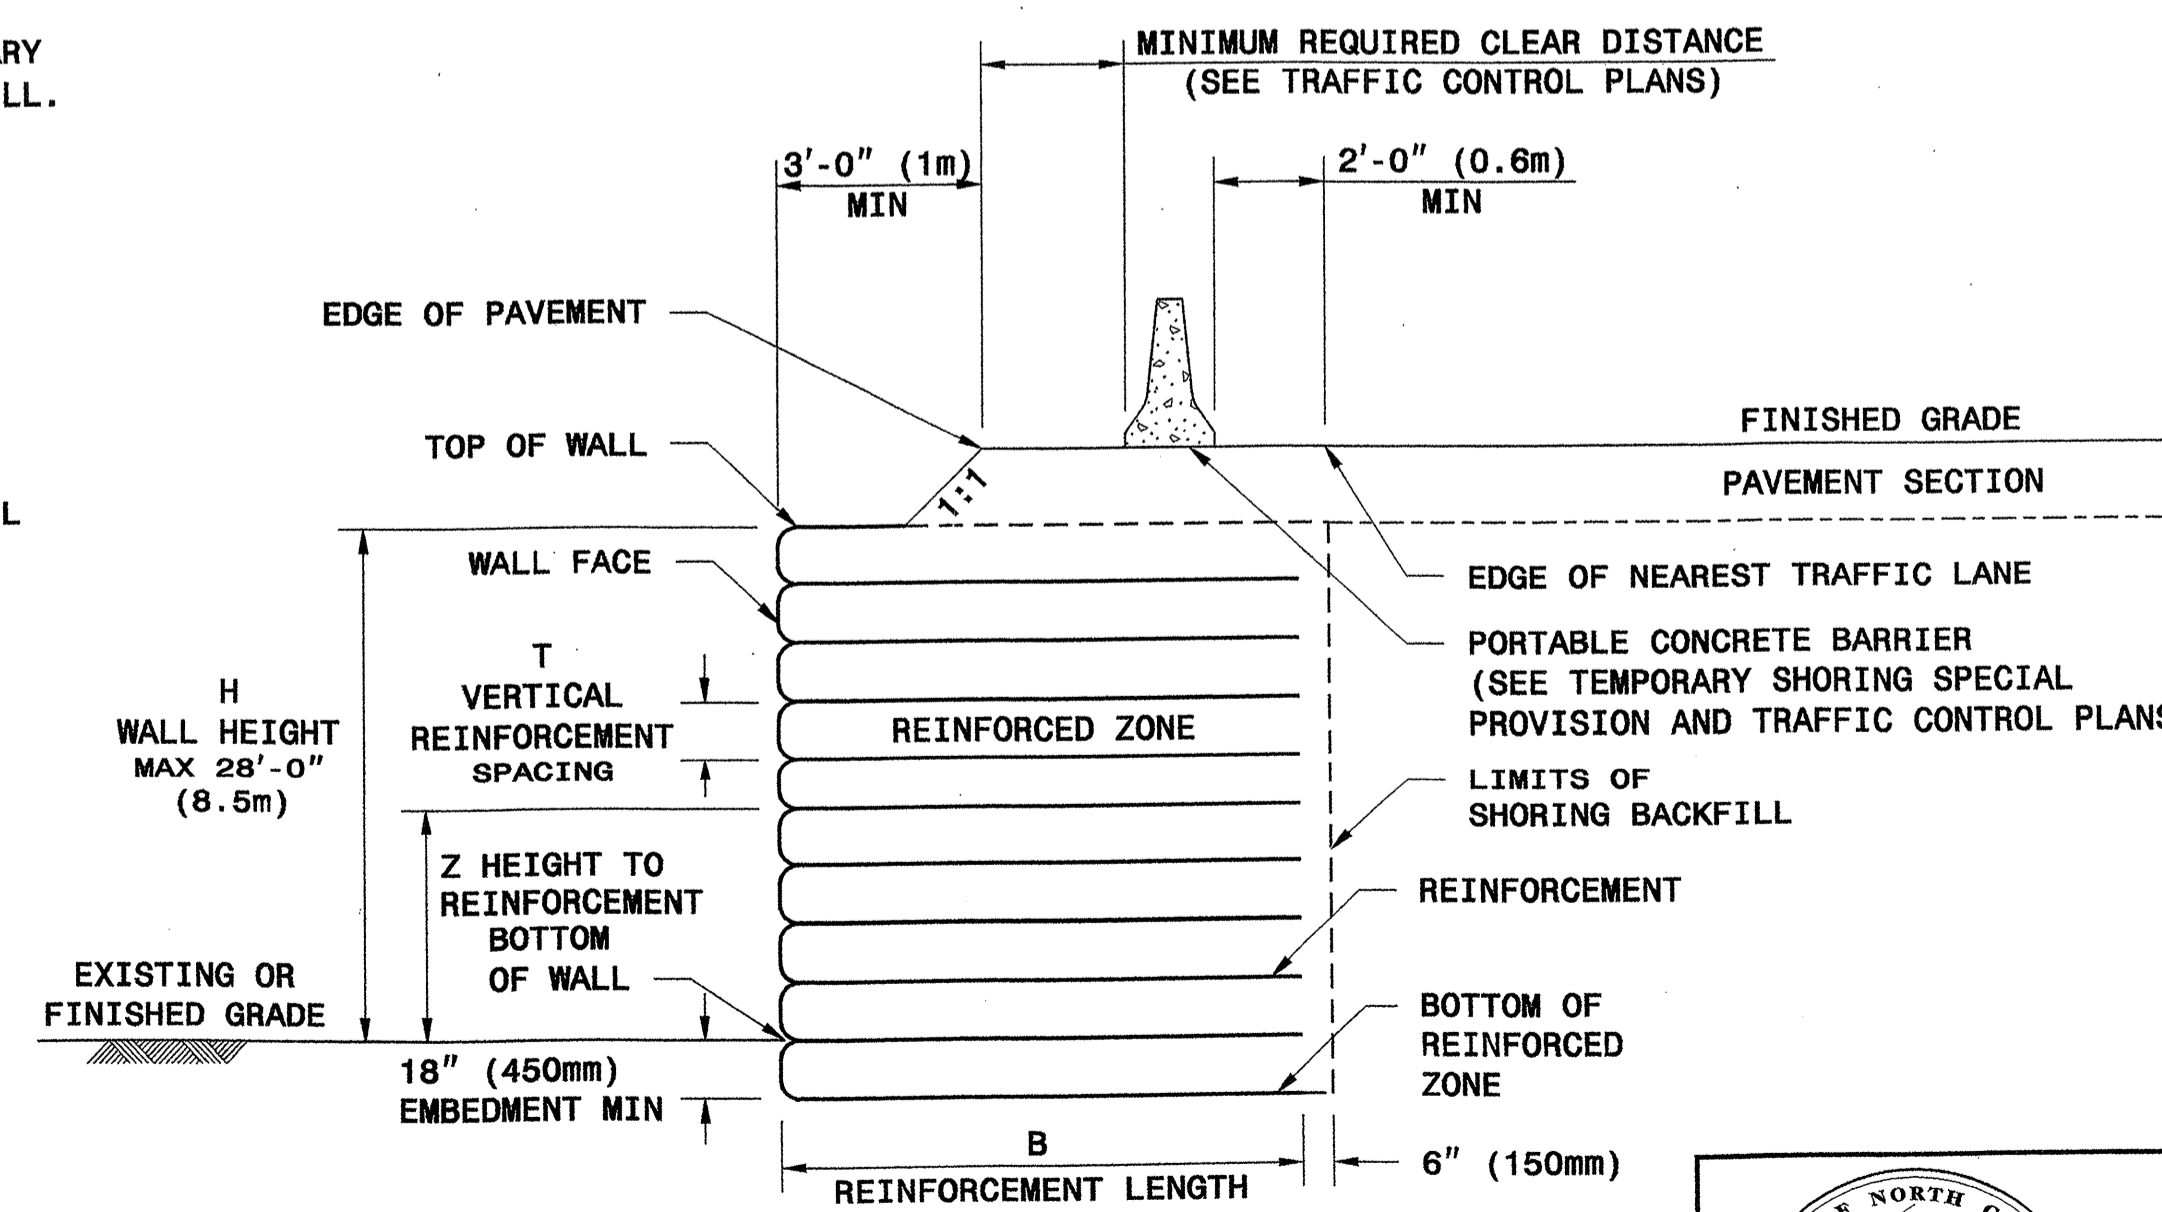 RY
LL.
L
MINIMUM REQUIRED CLEAR DISTANCE
(SEE TRAFFIC CONTROL PLANS)
3'-0" (1m)
MIN
2'-0" (0.6m)
MIN
EDGE OF PAVEMENT
TOP OF WALL
1:1
FINISHED GRADE
PAVEMENT SECTION
WALL FACE
EDGE OF NEAREST TRAFFIC LANE
PORTABLE CONCRETE BARRIER
(SEE TEMPORARY SHORING SPECIAL
PROVISION AND TRAFFIC CONTROL PLANS
T
VERTICAL
REINFORCEMENT
SPACING
H
WALL HEIGHT
MAX 28'-0"
(8.5m)
REINFORCED ZONE
LIMITS OF
SHORING BACKFILL
Z HEIGHT TO
REINFORCEMENT
BOTTOM
OF WALL
REINFORCEMENT
EXISTING OR
FINISHED GRADE
18" (450mm)
EMBEDMENT MIN
BOTTOM OF
REINFORCED
ZONE
B
REINFORCEMENT LENGTH
6" (150mm)
NORTH